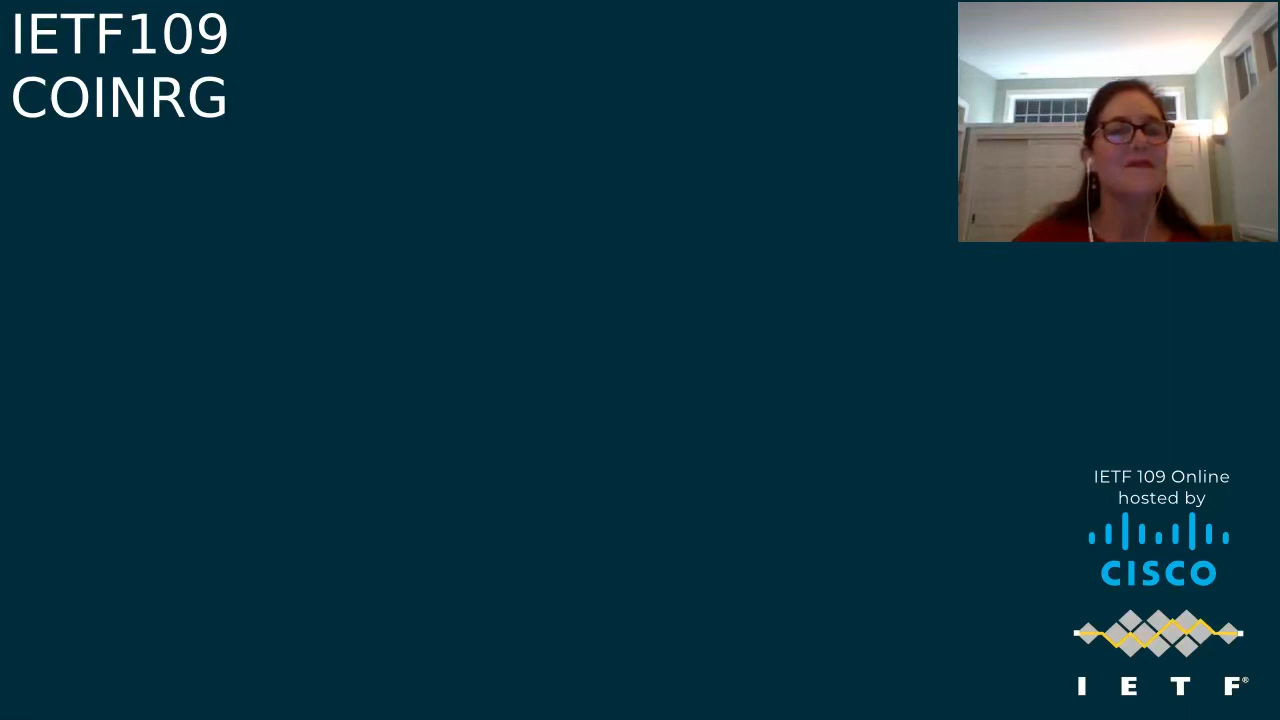 IETF109
COINRG
IETF 109 Online
hosted by
CISCO
I E T F®